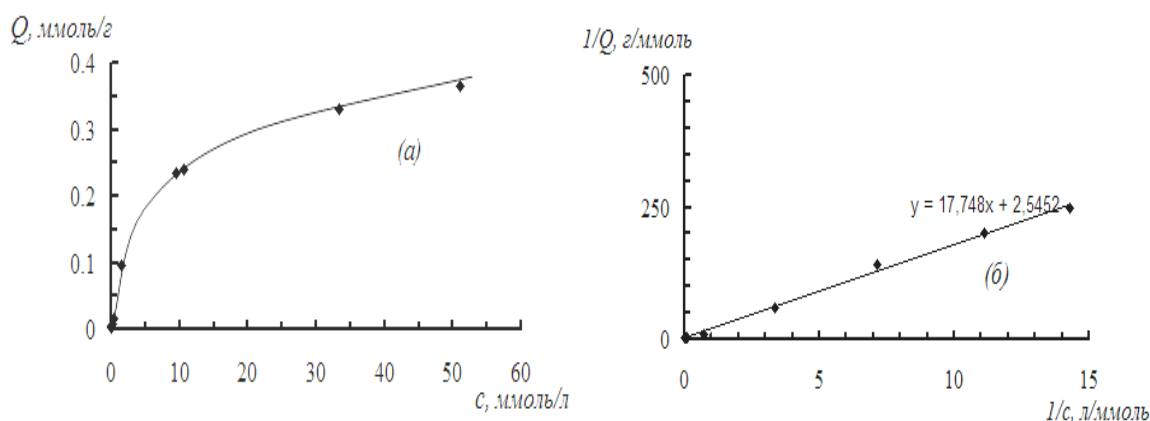 Q, ммоль/г
0.4
0.3
0.2
0.1
0
0 10 20 30 40 50 60
c, ммоль/л
(а)
1/Q, г/ммоль
500
250
0
y = 17,748x + 2,5452
(б)
0 5 10 15
1/c, л/ммоль